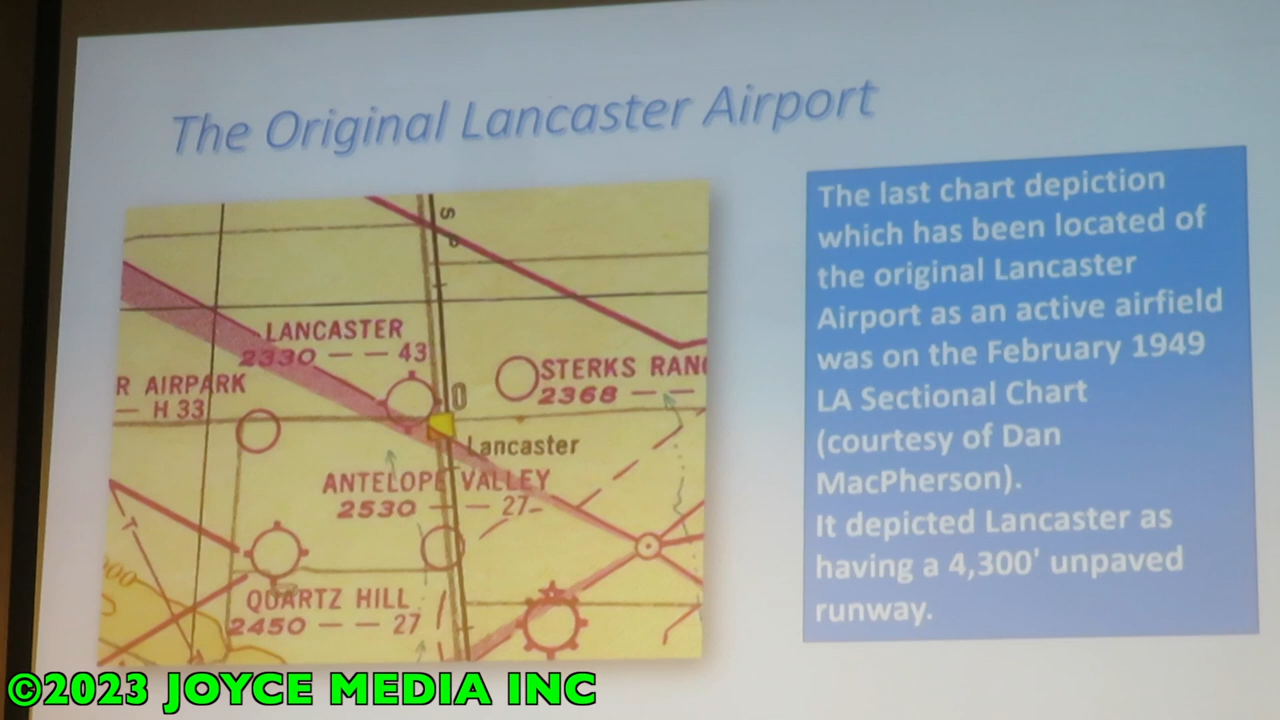 The Original Lancaster Airport
LANCASTER
2330 — — 43
R AIRPARK
— H 33
STERKS RAN
2368 — —
Lancaster
ANTELOPE VALLEY
2530 — — 27
QUARTZ HILL
2450 — — 27
The last chart depiction
which has been located of
the original Lancaster
Airport as an active airfield
was on the February 1949
LA Sectional Chart
(courtesy of Dan
MacPherson).
It depicted Lancaster as
having a 4,300' unpaved
runway.
©2023 JOYCE MEDIA INC